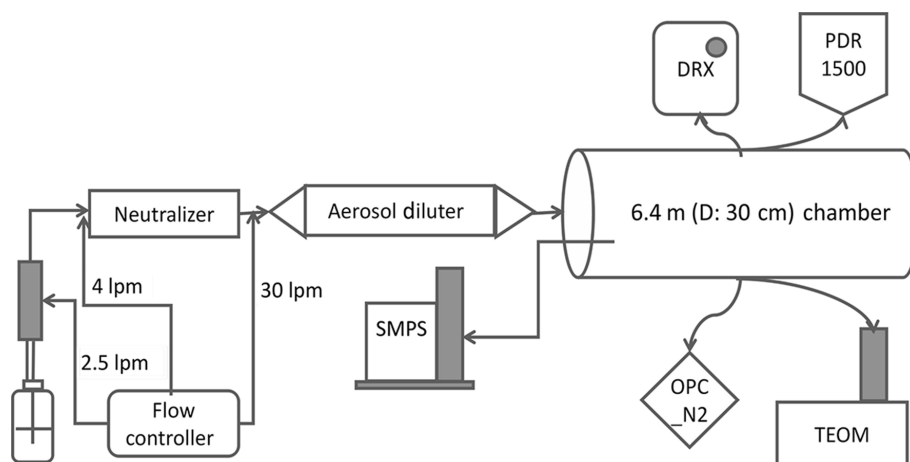 DRX
PDR
1500
Neutralizer
Aerosol diluter
6.4 m (D: 30 cm) chamber
4 lpm
30 lpm
SMPS
2.5 lpm
Flow
controller
OPC
_N2
TEOM